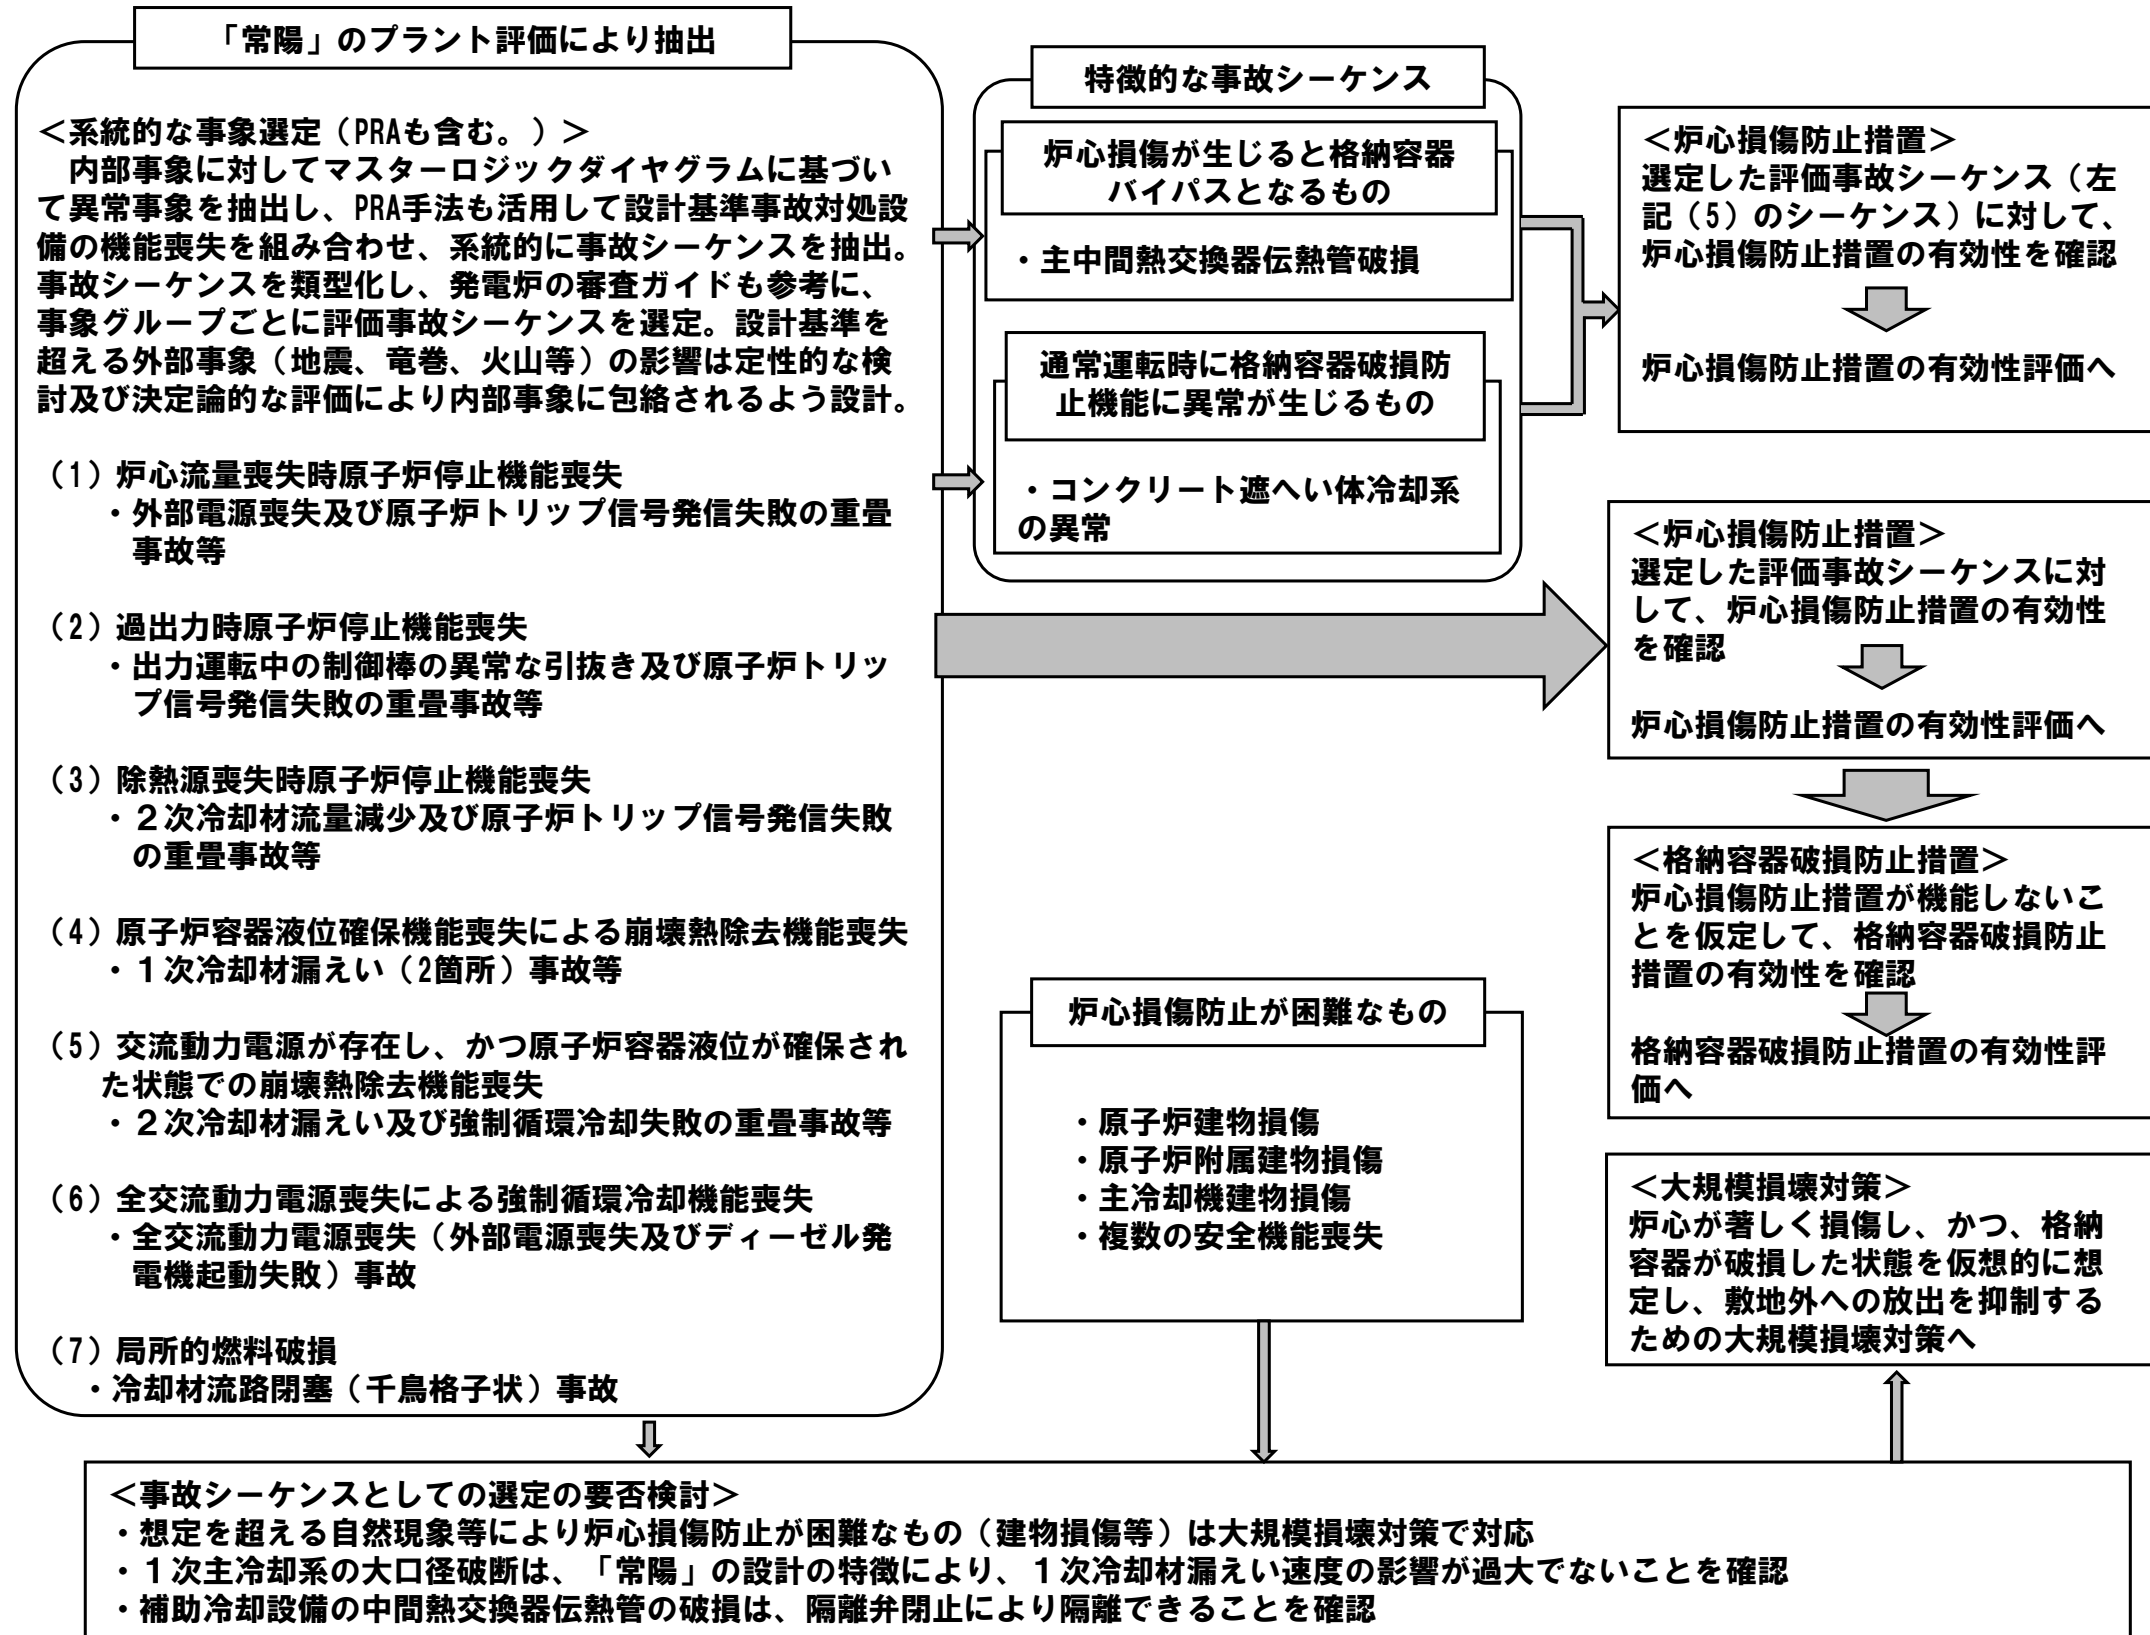 「常陽」のプラント評価により抽出
＜系統的な事象選定（PRAも含む。）＞
　内部事象に対してマスターロジックダイヤグラムに基づい
て異常事象を抽出し、PRA手法も活用して設計基準事故対処設
備の機能喪失を組み合わせ、系統的に事故シーケンスを抽出。
事故シーケンスを類型化し、発電炉の審査ガイドも参考に、
事象グループごとに評価事故シーケンスを選定。設計基準を
超える外部事象（地震、竜巻、火山等）の影響は定性的な検
討及び決定論的な評価により内部事象に包絡されるよう設計。
（1）炉心流量喪失時原子炉停止機能喪失
・外部電源喪失及び原子炉トリップ信号発信失敗の重畳
事故等
（2）過出力時原子炉停止機能喪失
・出力運転中の制御棒の異常な引抜き及び原子炉トリッ
プ信号発信失敗の重畳事故等
（3）除熱源喪失時原子炉停止機能喪失
・２次冷却材流量減少及び原子炉トリップ信号発信失敗
の重畳事故等
（4）原子炉容器液位確保機能喪失による崩壊熱除去機能喪失
・１次冷却材漏えい（2箇所）事故等
（5）交流動力電源が存在し、かつ原子炉容器液位が確保され
た状態での崩壊熱除去機能喪失
・２次冷却材漏えい及び強制循環冷却失敗の重畳事故等
（6）全交流動力電源喪失による強制循環冷却機能喪失
・全交流動力電源喪失（外部電源喪失及びディーゼル発
電機起動失敗）事故
（7）局所的燃料破損
・冷却材流路閉塞（千鳥格子状）事故
特徴的な事故シーケンス
炉心損傷が生じると格納容器
バイパスとなるもの
・主中間熱交換器伝熱管破損
通常運転時に格納容器破損防
止機能に異常が生じるもの
・コンクリート遮へい体冷却系
の異常
炉心損傷防止が困難なもの
・原子炉建物損傷
・原子炉附属建物損傷
・主冷却機建物損傷
・複数の安全機能喪失
＜炉心損傷防止措置＞
選定した評価事故シーケンス（左
記（5）のシーケンス）に対して、
炉心損傷防止措置の有効性を確認
炉心損傷防止措置の有効性評価へ
＜炉心損傷防止措置＞
選定した評価事故シーケンスに対
して、炉心損傷防止措置の有効性
を確認
炉心損傷防止措置の有効性評価へ
＜格納容器破損防止措置＞
炉心損傷防止措置が機能しないこ
とを仮定して、格納容器破損防止
措置の有効性を確認
格納容器破損防止措置の有効性評
価へ
＜大規模損壊対策＞
炉心が著しく損傷し、かつ、格納
容器が破損した状態を仮想的に想
定し、敷地外への放出を抑制する
ための大規模損壊対策へ
＜事故シーケンスとしての選定の要否検討＞
・想定を超える自然現象等により炉心損傷防止が困難なもの（建物損傷等）は大規模損壊対策で対応
・１次主冷却系の大口径破断は、「常陽」の設計の特徴により、１次冷却材漏えい速度の影響が過大でないことを確認
・補助冷却設備の中間熱交換器伝熱管の破損は、隔離弁閉止により隔離できることを確認